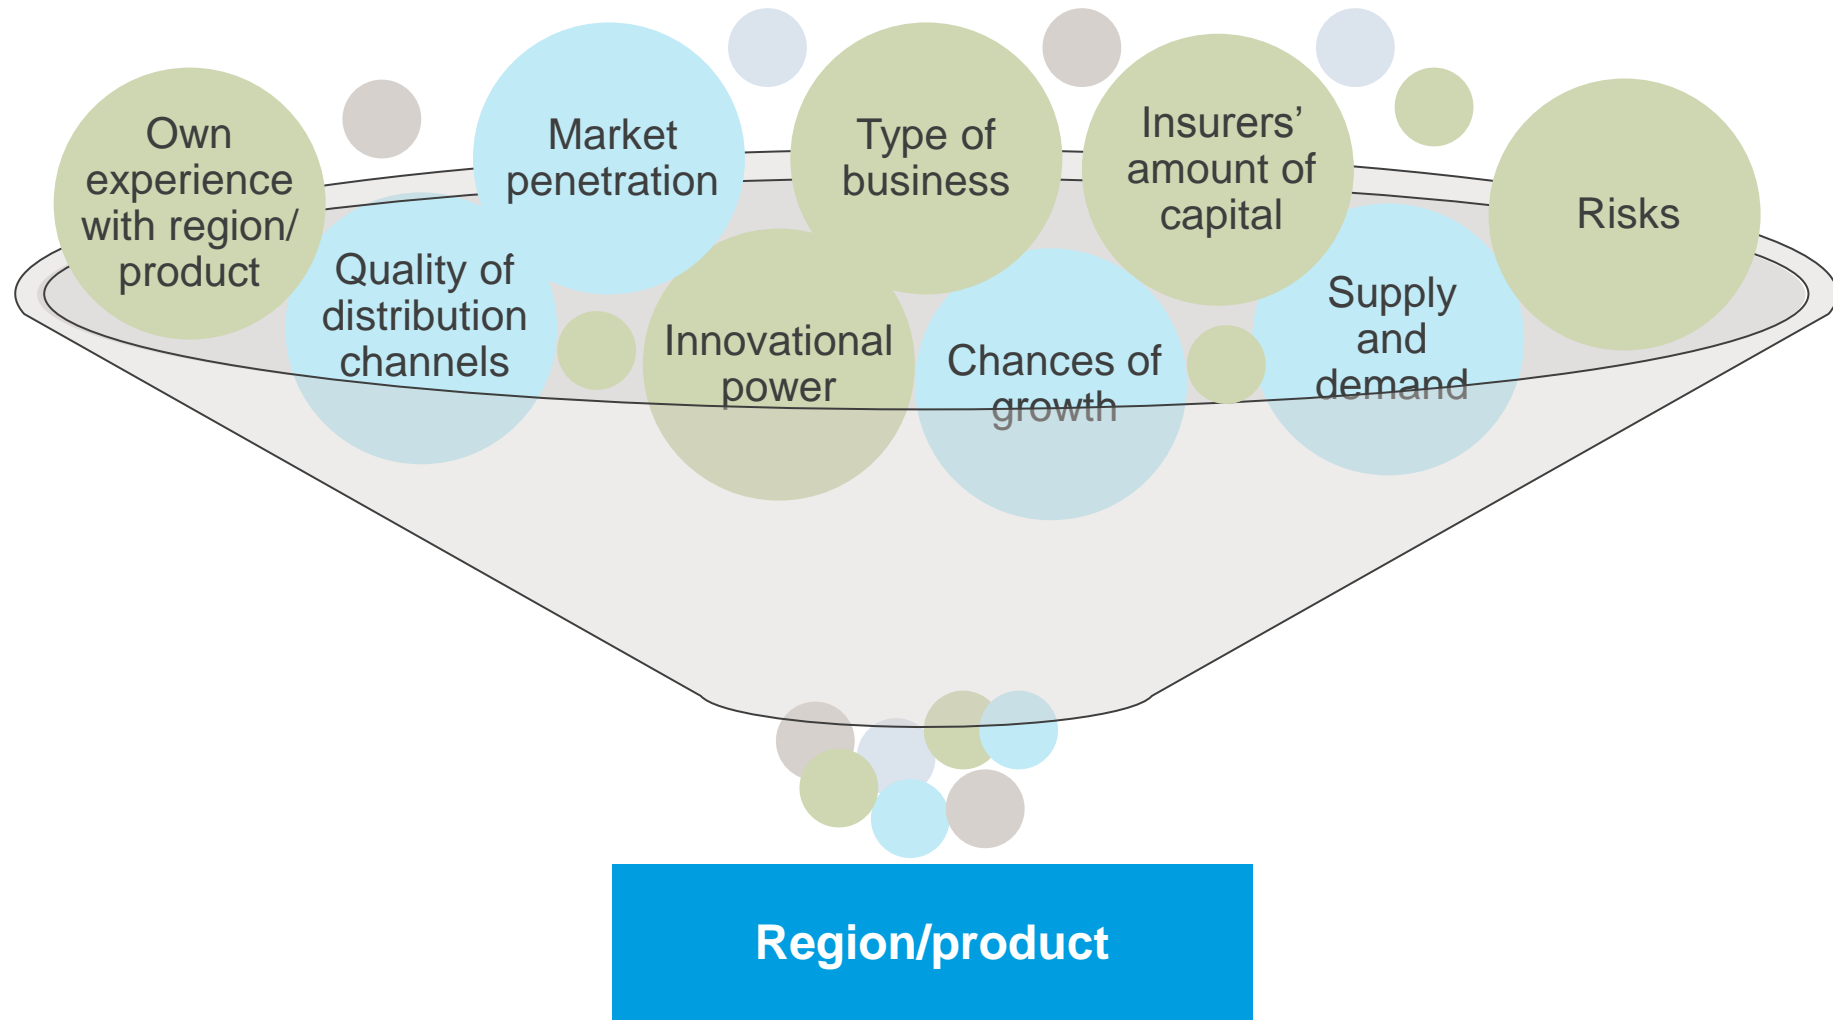 Own
experience
with region/
product
Quality of
distribution
channels
Market
penetration
Innovational
power
Type of
business
Chances of
growth
Insurers’
amount of
capital
Supply
and
demand
Risks
Region/product